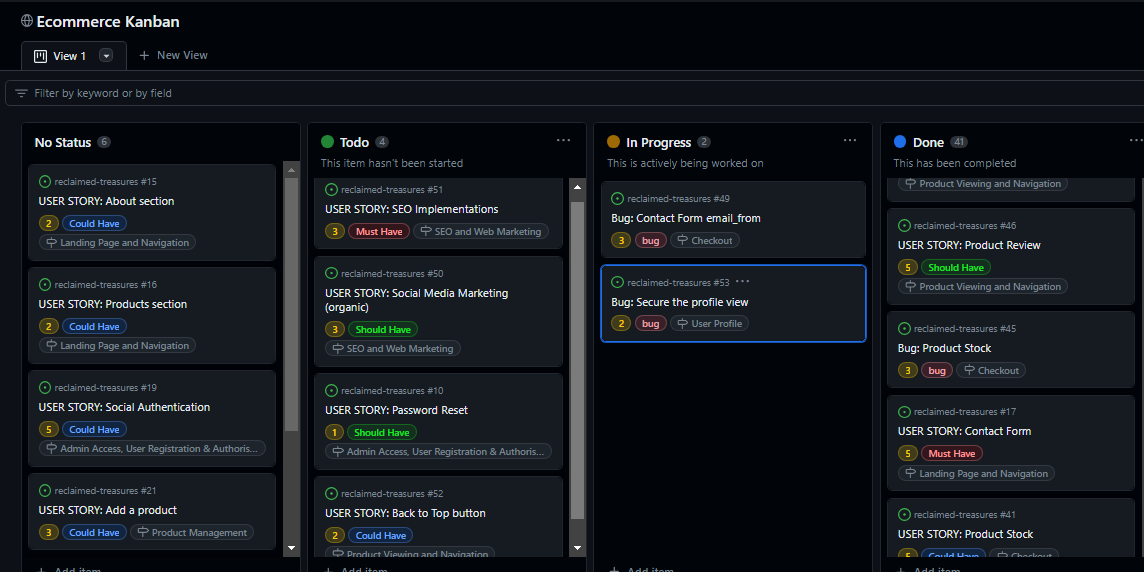 Ecommerce Kanban
View 1
New View
Filter by keyword or by field
No Status 6
reclaimed-treasures #15
USER STORY: About section
2 Could Have
Landing Page and Navigation
reclaimed-treasures #16
USER STORY: Products section
2 Could Have
Landing Page and Navigation
reclaimed-treasures #19
USER STORY: Social Authentication
5 Could Have
Admin Access, User Registration & Authoris...
reclaimed-treasures #21
USER STORY: Add a product
3 Could Have Product Management
Add item
Todo 4
This item hasn't been started
reclaimed-treasures #51
USER STORY: SEO Implementations
3 Must Have SEO and Web Marketing
reclaimed-treasures #50
USER STORY: Social Media Marketing
(organic)
3 Should Have
SEO and Web Marketing
reclaimed-treasures #10
USER STORY: Password Reset
1 Should Have
Admin Access, User Registration & Authoris...
reclaimed-treasures #52
USER STORY: Back to Top button
2 Could Have
Product Viewing and Navigation
Add item
In Progress 2
This is actively being worked on
reclaimed-treasures #49
Bug: Contact Form email_from
3 bug Checkout
reclaimed-treasures #53
Bug: Secure the profile view
2 bug User Profile
Add item
Done 41
This has been completed
Product Viewing and Navigation
reclaimed-treasures #46
USER STORY: Product Review
5 Should Have
Product Viewing and Navigation
reclaimed-treasures #45
Bug: Product Stock
3 bug Checkout
reclaimed-treasures #17
USER STORY: Contact Form
5 Must Have
Landing Page and Navigation
reclaimed-treasures #41
USER STORY: Product Stock
5 Could Have Checkout
Add item